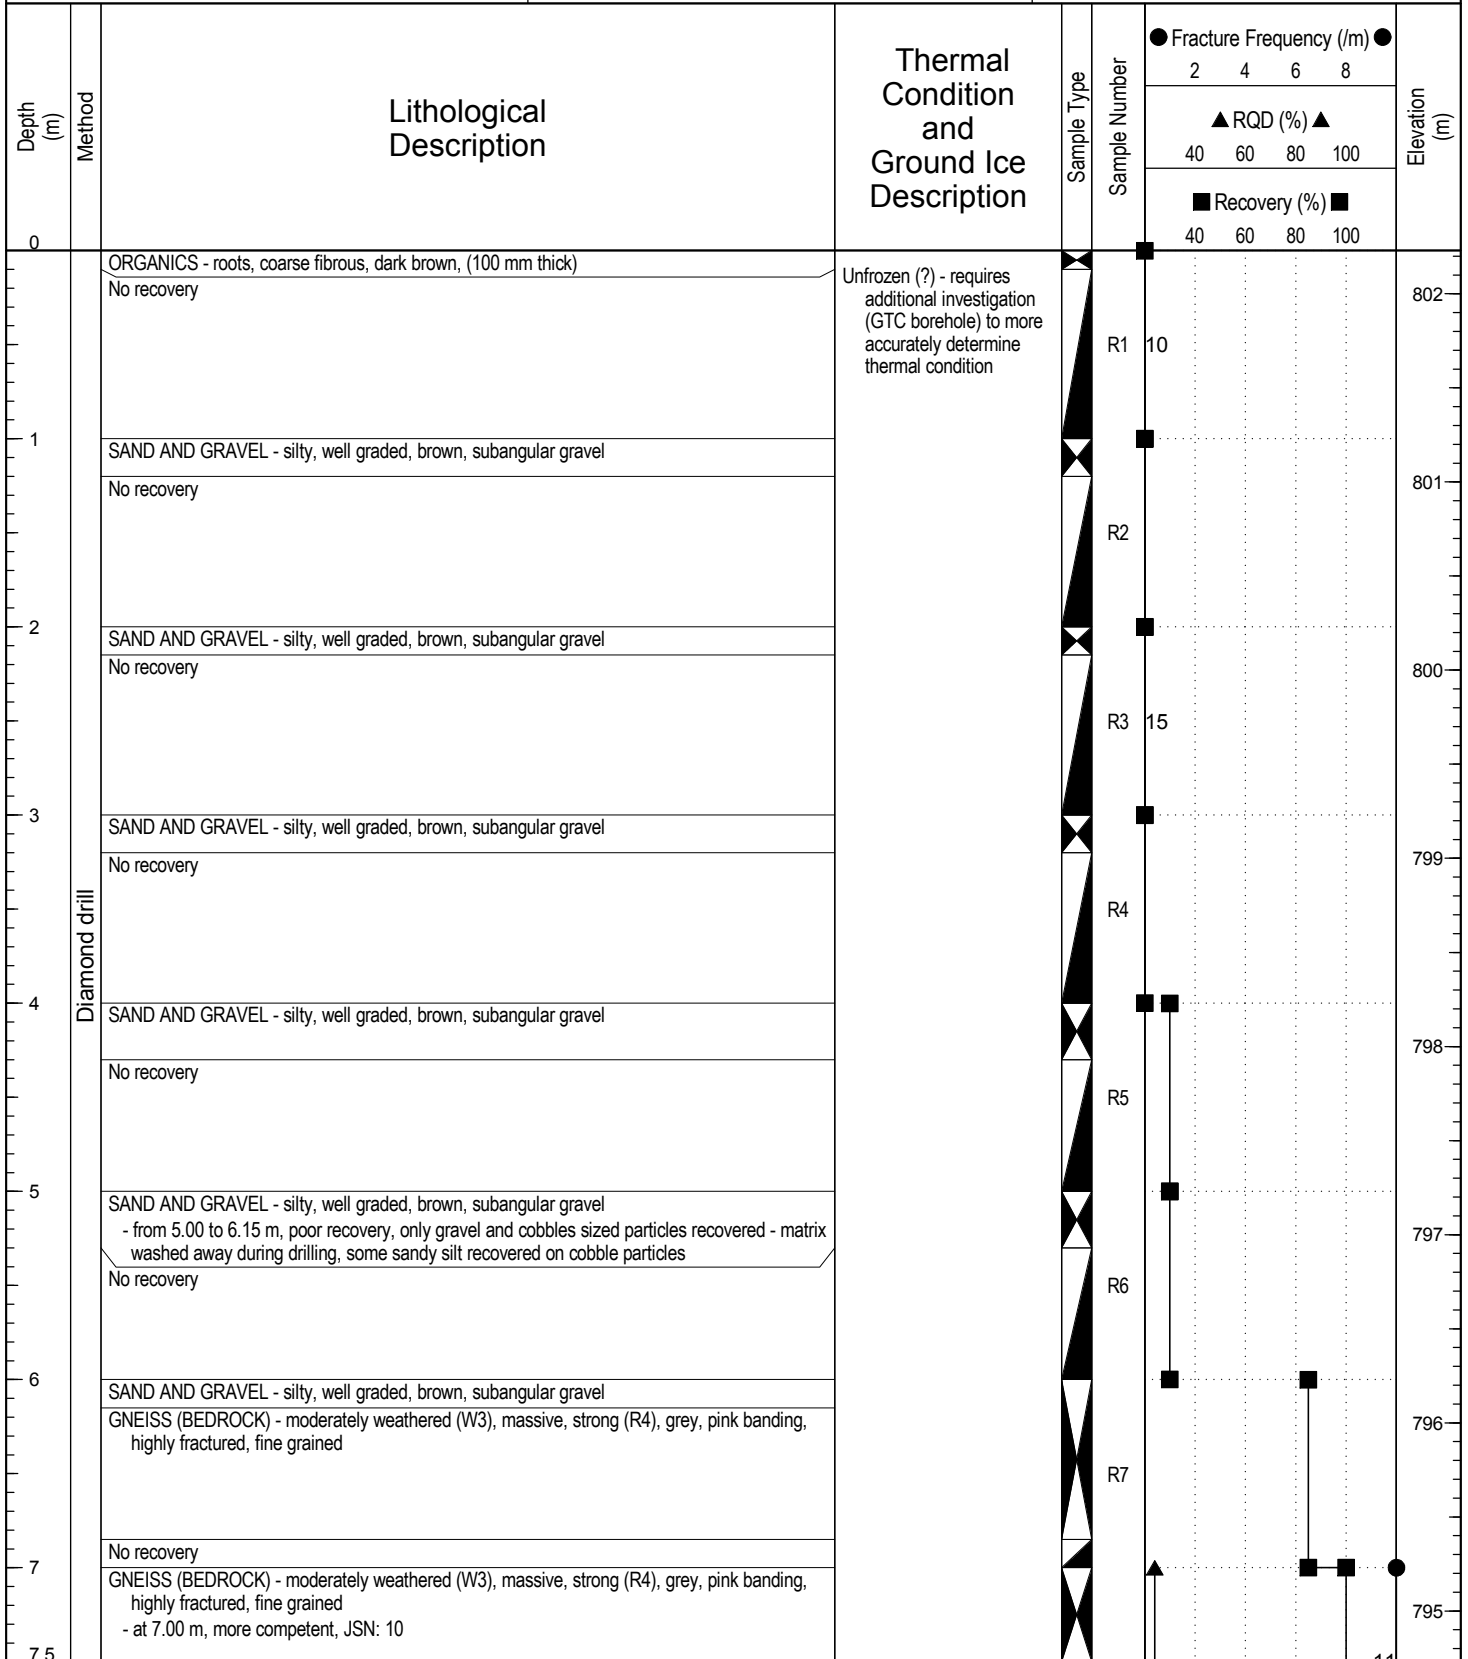 Depth
(m)
Method
Lithological
Description
Thermal
Condition
and
Ground Ice
Description
Sample Type
Sample Number
● Fracture Frequency (/m) ●
2 4 6 8
▲ RQD (%) ▲
40 60 80 100
■ Recovery (%) ■
40 60 80 100
Elevation
(m)
0
ORGANICS - roots, coarse fibrous, dark brown, (100 mm thick)
No recovery
Unfrozen (?) - requires
additional investigation
(GTC borehole) to more
accurately determine
thermal condition
802
R1 10
1
SAND AND GRAVEL - silty, well graded, brown, subangular gravel
801
No recovery
R2
2
SAND AND GRAVEL - silty, well graded, brown, subangular gravel
No recovery
800
R3 15
3
SAND AND GRAVEL - silty, well graded, brown, subangular gravel
No recovery
799
Diamond drill
R4
4
SAND AND GRAVEL - silty, well graded, brown, subangular gravel
798
No recovery
R5
5
SAND AND GRAVEL - silty, well graded, brown, subangular gravel
- from 5.00 to 6.15 m, poor recovery, only gravel and cobbles sized particles recovered - matrix
washed away during drilling, some sandy silt recovered on cobble particles
797
No recovery
R6
6
SAND AND GRAVEL - silty, well graded, brown, subangular gravel
GNEISS (BEDROCK) - moderately weathered (W3), massive, strong (R4), grey, pink banding,
highly fractured, fine grained
796
R7
No recovery
7
GNEISS (BEDROCK) - moderately weathered (W3), massive, strong (R4), grey, pink banding,
highly fractured, fine grained
- at 7.00 m, more competent, JSN: 10
795
7.5
11